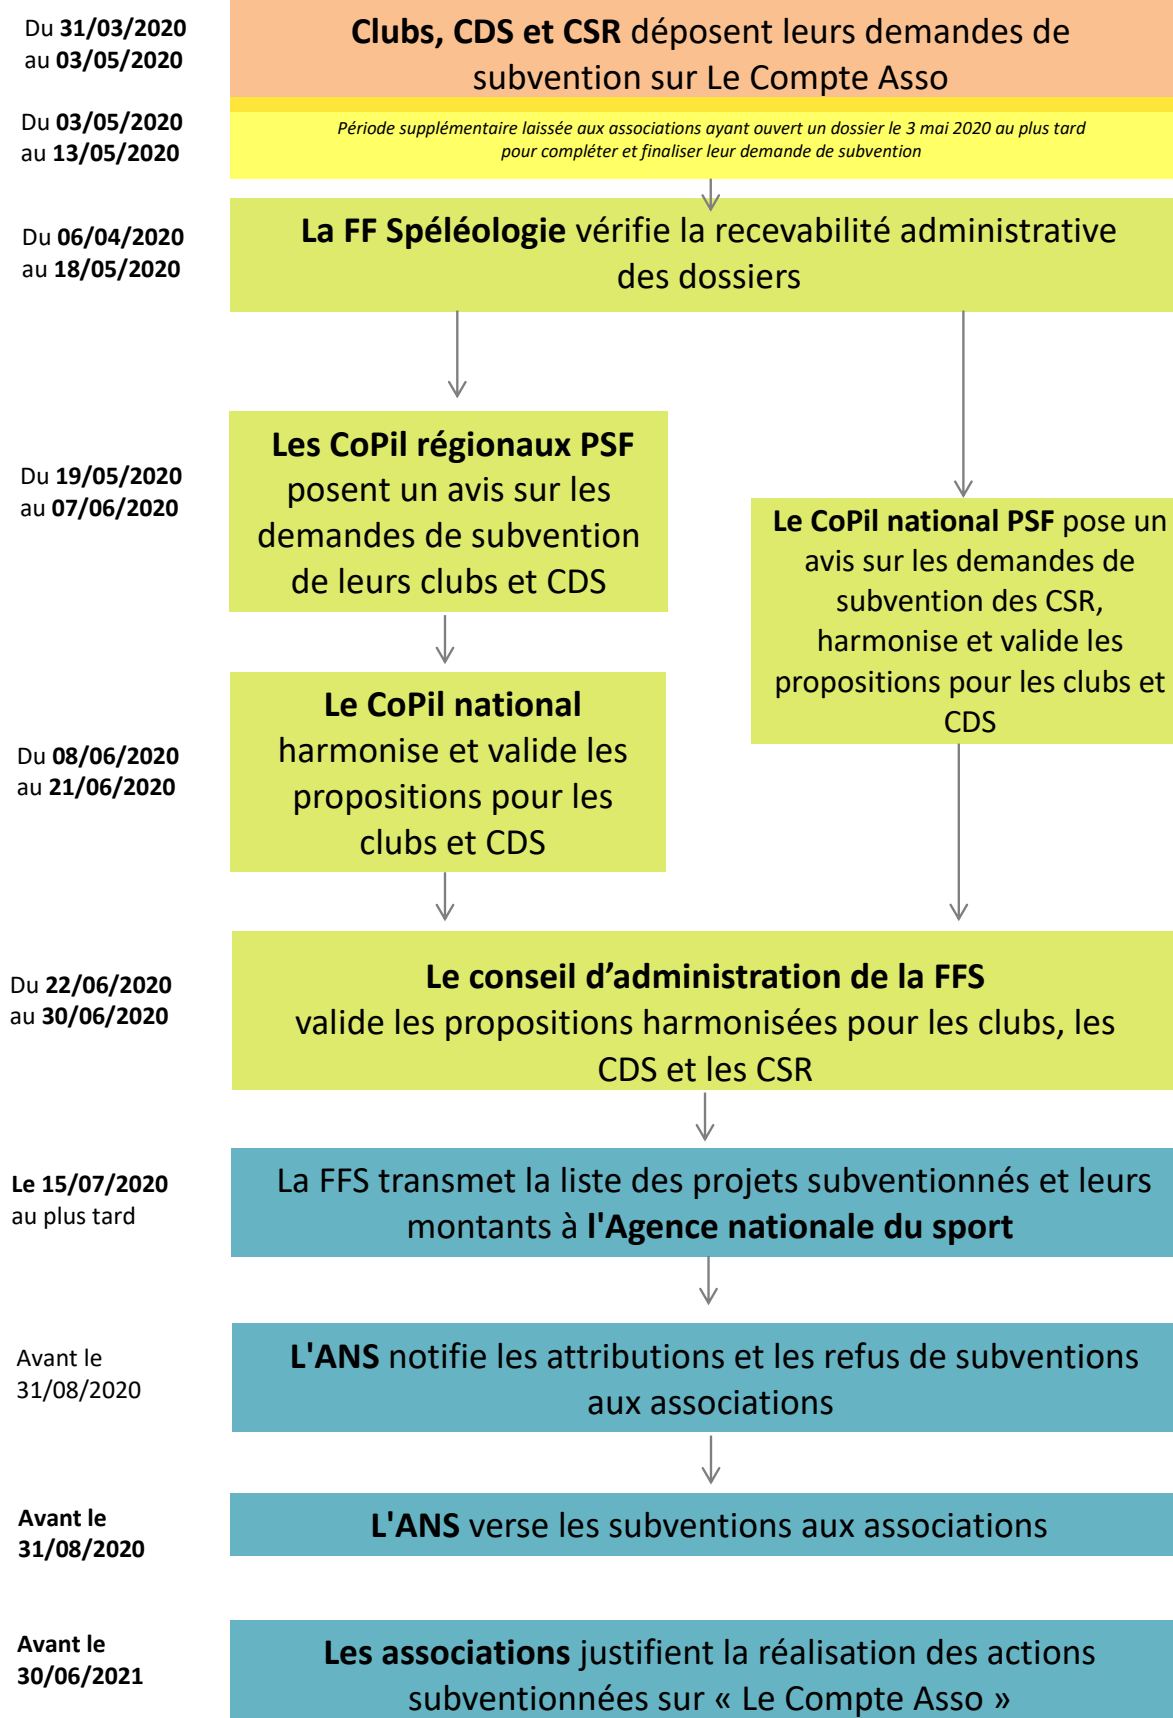 Du 31/03/2020
au 03/05/2020
Clubs, CDS et CSR déposent leurs demandes de
subvention sur Le Compte Asso
Du 03/05/2020
au 13/05/2020
Période supplémentaire laissée aux associations ayant ouvert un dossier le 3 mai 2020 au plus tard
pour compléter et finaliser leur demande de subvention
Du 06/04/2020
au 18/05/2020
La FF Spéléologie vérifie la recevabilité administrative
des dossiers
Du 19/05/2020
au 07/06/2020
Les CoPil régionaux PSF
posent un avis sur les
demandes de subvention
de leurs clubs et CDS
Le CoPil national PSF pose un
avis sur les demandes de
subvention des CSR,
harmonise et valide les
propositions pour les clubs et
CDS
Du 08/06/2020
au 21/06/2020
Le CoPil national
harmonise et valide les
propositions pour les
clubs et CDS
Du 22/06/2020
au 30/06/2020
Le conseil d’administration de la FFS
valide les propositions harmonisées pour les clubs, les
CDS et les CSR
Le 15/07/2020
au plus tard
La FFS transmet la liste des projets subventionnés et leurs
montants à l'Agence nationale du sport
Avant le
31/08/2020
L'ANS notifie les attributions et les refus de subventions
aux associations
Avant le
31/08/2020
L'ANS verse les subventions aux associations
Avant le
30/06/2021
Les associations justifient la réalisation des actions
subventionnées sur « Le Compte Asso »